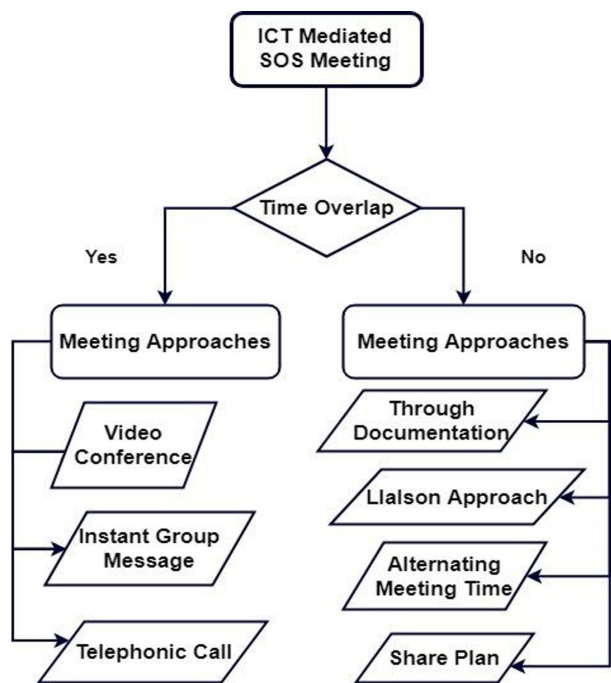 ICT Mediated
SOS Meeting
Time Overlap
Yes
No
Meeting Approaches
Video
Conference
Instant Group
Message
Telephonic Call
Meeting Approaches
Through
Documentation
LIalson Approach
Alternating
Meeting Time
Share Plan